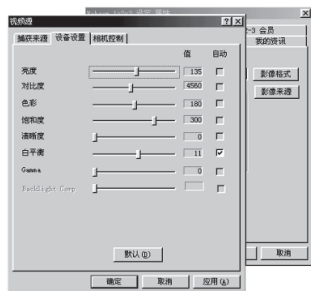 视频源
捕获来源 设备设置 相机控制
值 自动
亮度 135
对比度 4560
色彩 180
饱和度 300
清晰度 0
白平衡 11
Gamma 0
Backlight Comp
默认(D)
确定 取消 应用(A)
会员
我的资讯
影像格式
影像来源
取消